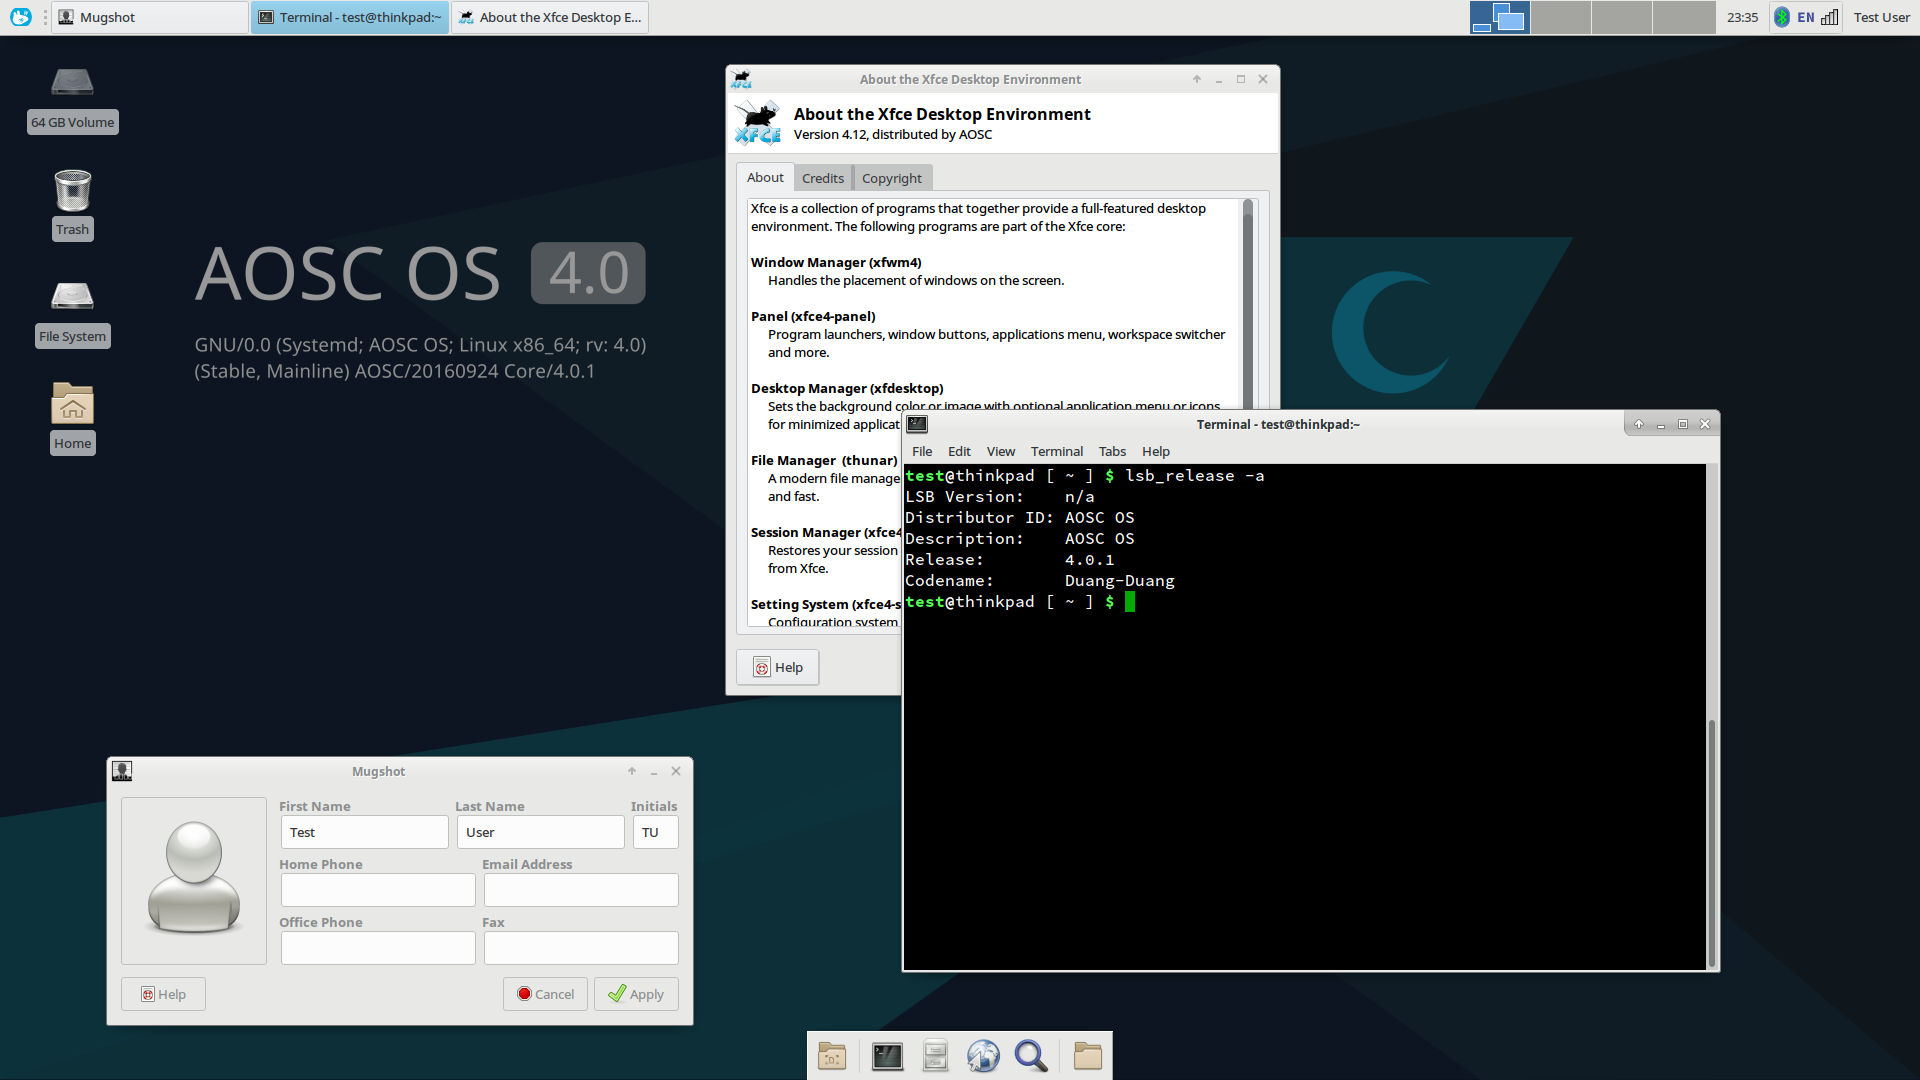 Mugshot
Terminal - test@thinkpad:~
About the Xfce Desktop E...
23:35
EN
Test User
64 GB Volume
Trash
File System
Home
AOSC OS 4.0
GNU/0.0 (Systemd; AOSC OS; Linux x86_64; rv: 4.0)
(Stable, Mainline) AOSC/20160924 Core/4.0.1
About the Xfce Desktop Environment
XFCE
About the Xfce Desktop Environment
Version 4.12, distributed by AOSC
About
Credits
Copyright
Xfce is a collection of programs that together provide a full-featured desktop
environment. The following programs are part of the Xfce core:
Window Manager (xfwm4)
Handles the placement of windows on the screen.
Panel (xfce4-panel)
Program launchers, window buttons, applications menu, workspace switcher
and more.
Desktop Manager (xfdesktop)
Sets the background color or image with optional application menu or icons
for minimized applicat
File Manager (thunar)
A modern file manage
and fast.
Session Manager (xfce4
Restores your session
from Xfce.
Setting System (xfce4-s
Configuration system
Help
Terminal - test@thinkpad:~
File Edit View Terminal Tabs Help
test@thinkpad [ ~ ] $ lsb_release -a
LSB Version: n/a
Distributor ID: AOSC OS
Description: AOSC OS
Release: 4.0.1
Codename: Duang-Duang
test@thinkpad [ ~ ] $
Mugshot
First Name Last Name Initials
Test User TU
Home Phone Email Address
Office Phone Fax
Help Cancel Apply